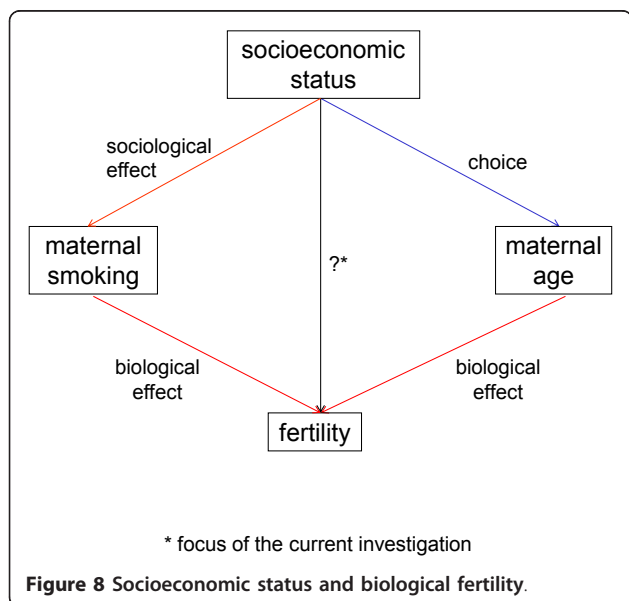 socioeconomic
status
sociological
effect
choice
maternal
smoking
?*
maternal
age
biological
effect
biological
effect
fertility
* focus of the current investigation
Figure 8 Socioeconomic status and biological fertility.